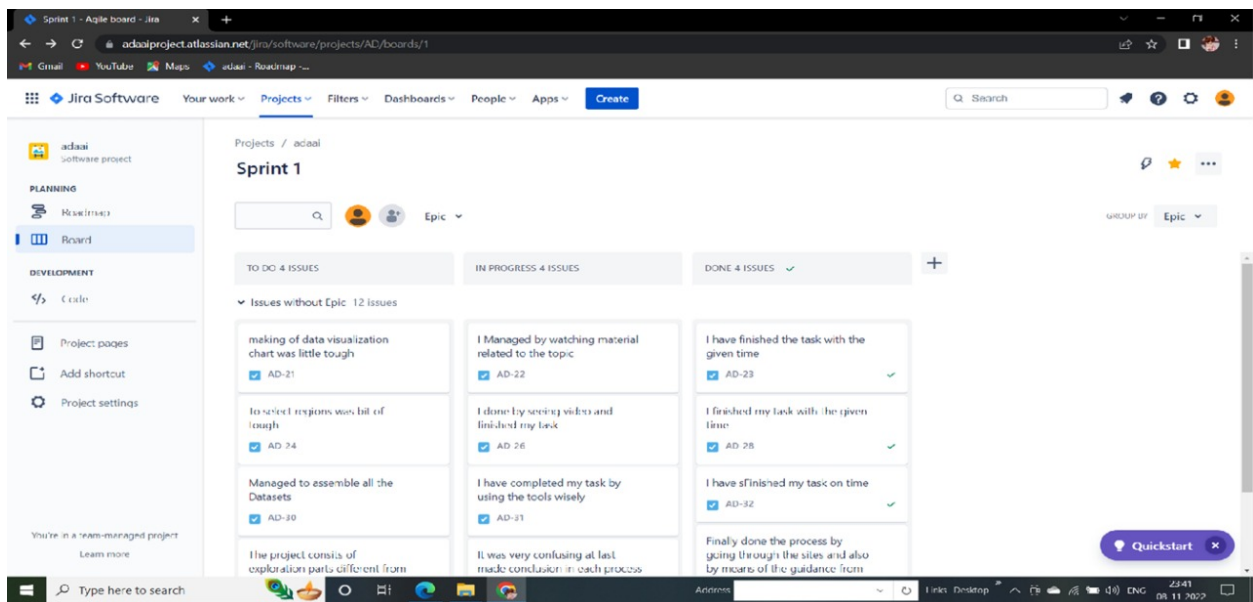 Sprint 1 - Agile board - Jira
adaaiproject.atlassian.net/jira/software/projects/AD/boards/1
Gmail YouTube Maps adaai - Roadmap -...
Jira Software Your work Projects Filters Dashboards People Apps Create Search
adaai
Software project
PLANNING
Roadmap
Board
DEVELOPMENT
Code
Project pages
Add shortcut
Project settings
You're in a team-managed project
Learn more
Projects / adaai
Sprint 1
Epic
GROUP BY Epic
TO DO 4 ISSUES
IN PROGRESS 4 ISSUES
DONE 4 ISSUES
Issues without Epic 12 issues
making of data visualization
chart was little tough
AD-21
I Managed by watching material
related to the topic
AD-22
I have finished the task with the
given time
AD-23
To select regions was bit of
tough
AD-24
I done by seeing video and
finished my task
AD-26
I finished my task with the given
time
AD-28
Managed to assemble all the
Datasets
AD-30
I have completed my task by
using the tools wisely
AD-31
I have sFinished my task on time
AD-32
The project consits of
exploration parts different from
It was very confusing at last
made conclusion in each process
Finally done the process by
going through the sites and also
by means of the guidance from
Quickstart
Type here to search
Address
Links Desktop
ENG
23:41
08-11-2022